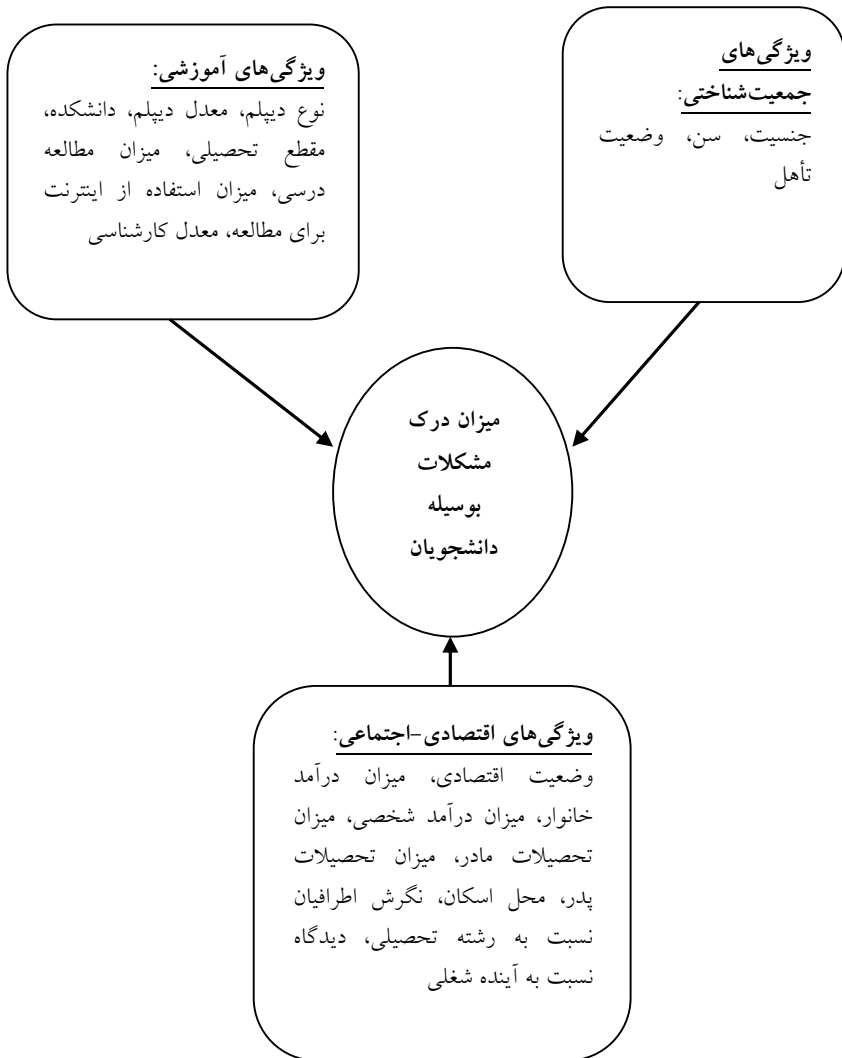 ویژگی‌های
جمعیت‌شناختی:
جنسیت، سن، وضعیت
تأهل
ویژگی‌های آموزشی:
نوع دیپلم، معدل دیپلم، دانشکده،
مقطع تحصیلی، میزان مطالعه
درسی، میزان استفاده از اینترنت
برای مطالعه، معدل کارشناسی
میزان درک
مشکلات
بوسیله
دانشجویان
ویژگی‌های اقتصادی-اجتماعی:
وضعیت اقتصادی، میزان درآمد
خانوار، میزان درآمد شخصی، میزان
تحصیلات مادر، میزان تحصیلات
پدر، محل اسکان، نگرش اطرافیان
نسبت به رشته تحصیلی، دیدگاه
نسبت به آینده شغلی